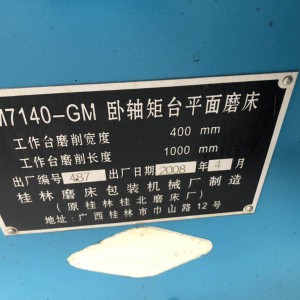 M7140-GM 卧轴矩台平面磨床
工作台磨削宽度 400 mm
工作台磨削长度 1000 mm
出厂编号 487 出厂日期 2008 年 4 月
桂林磨床包装机械厂制造
(原桂林桂北磨床厂)
地址:广西桂林市巾山路12号